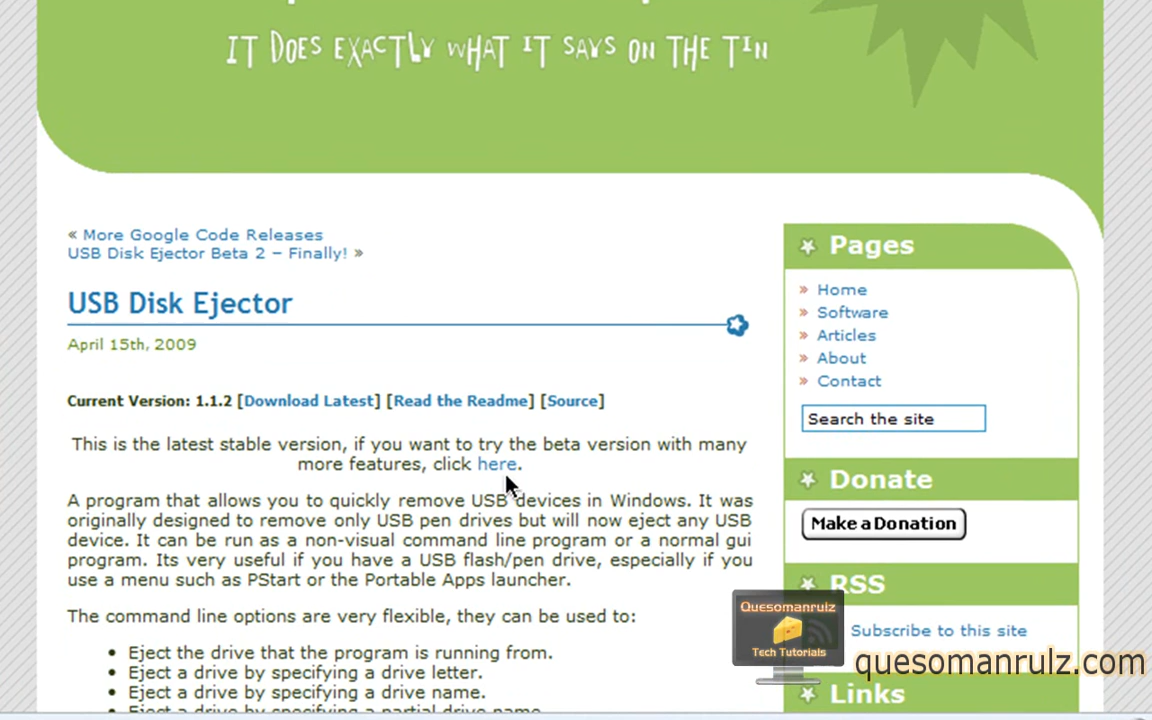 IT DOES EXACTLY WHAT IT SAYS ON THE TIN
« More Google Code Releases
USB Disk Ejector Beta 2 – Finally! »
USB Disk Ejector
April 15th, 2009
Current Version: 1.1.2 [Download Latest] [Read the Readme] [Source]
This is the latest stable version, if you want to try the beta version with many
more features, click here.
A program that allows you to quickly remove USB devices in Windows. It was
originally designed to remove only USB pen drives but will now eject any USB
device. It can be run as a non-visual command line program or a normal gui
program. Its very useful if you have a USB flash/pen drive, especially if you
use a menu such as PStart or the Portable Apps launcher.
The command line options are very flexible, they can be used to:
• Eject the drive that the program is running from.
• Eject a drive by specifying a drive letter.
• Eject a drive by specifying a drive name.
• Eject a drive by specifying a partial drive name
Pages
» Home
» Software
» Articles
» About
» Contact
Search the site
Donate
Make a Donation
RSS
Subscribe to this site
Links
Quesomanrulz
Tech Tutorials
quesomanrulz.com